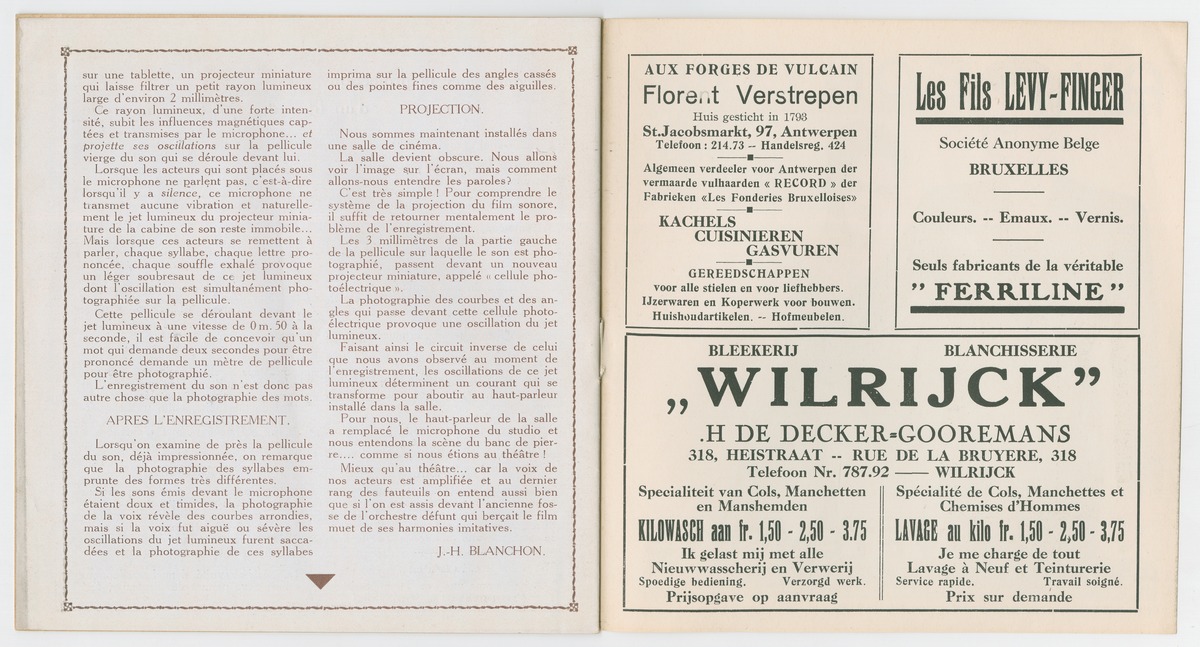 sur une tablette, un projecteur miniature
qui laisse filtrer un petit rayon lumineux
large d'environ 2 millimètres.
Ce rayon lumineux, d'une forte inten-
sité, subit les influences magnétiques cap-
tées et transmises par le microphone... et
projette ses oscillations sur la pellicule
vierge du son qui se déroule devant lui.
Lorsque les acteurs qui sont placés sous
le microphone ne parlent pas, c'est-à-dire
lorsqu'il y a silence, ce microphone ne
transmet aucune vibration et naturelle-
ment le jet lumineux du projecteur minia-
ture de la cabine de son reste immobile...
Mais lorsque ces acteurs se remettent à
parler, chaque syllabe, chaque lettre pro-
noncée, chaque souffle exhalé provoque
un léger soubresaut de ce jet lumineux
dont l'oscillation est simultanément pho-
tographiée sur la pellicule.
Cette pellicule se déroulant devant le
jet lumineux à une vitesse de 0 m. 50 à la
seconde, il est facile de concevoir qu'un
mot qui demande deux secondes pour être
prononcé demande un mètre de pellicule
pour être photographié.
L'enregistrement du son n'est donc pas
autre chose que la photographie des mots.
APRES L'ENREGISTREMENT.
Lorsqu'on examine de près la pellicule
du son, déjà impressionnée, on remarque
que la photographie des syllabes em-
prunte des formes très différentes.
Si les sons émis devant le microphone
étaient doux et timides, la photographie
de la voix révèle des courbes arrondies,
mais si la voix fut aiguë ou sévère les
oscillations du jet lumineux furent sacca-
dées et la photographie de ces syllabes
imprima sur la pellicule des angles cassés
ou des pointes fines comme des aiguilles.
PROJECTION.
Nous sommes maintenant installés dans
une salle de cinéma.
La salle devient obscure. Nous allons
voir l'image sur l'écran, mais comment
allons-nous entendre les paroles?
C'est très simple! Pour comprendre le
système de la projection du film sonore,
il suffit de retourner mentalement le pro-
blème de l'enregistrement.
Les 3 millimètres de la partie gauche
de la pellicule sur laquelle le son est pho-
tographié, passent devant un nouveau
projecteur miniature, appelé « cellule pho-
toélectrique ».
La photographie des courbes et des an-
gles qui passe devant cette cellule photo-
électrique provoque une oscillation du jet
lumineux.
Faisant ainsi le circuit inverse de celui
que nous avons observé au moment de
l'enregistrement, les oscillations de ce jet
lumineux déterminent un courant qui se
transforme pour aboutir au haut-parleur
installé dans la salle.
Pour nous, le haut-parleur de la salle
a remplacé le microphone du studio et
nous entendons la scène du banc de pier-
re.... comme si nous étions au théâtre!
Mieux qu'au théâtre... car la voix de
nos acteurs est amplifiée et au dernier
rang des fauteuils on entend aussi bien
que si l'on est assis devant l'ancienne fos-
se de l'orchestre défunt qui berçait le film
muet de ses harmonies imitatives.
J.-H. BLANCHON.
AUX FORGES DE VULCAIN
Florent Verstrepen
Huis gesticht in 1793
St.Jacobsmarkt, 97, Antwerpen
Telefoon : 214.73 -- Handelsreg. 424
Algemeen verdeeler voor Antwerpen der
vermaarde vulhaarden « RECORD » der
Fabrieken «Les Fonderies Bruxelloises»
KACHELS
CUISINIEREN
GASVUREN
GEREEDSCHAPPEN
voor alle stielen en voor liefhebbers.
IJzerwaren en Koperwerk voor bouwen.
Huishoudartikelen. -- Hofmeubelen.
Les Fils LEVY-FINGER
Société Anonyme Belge
BRUXELLES
Couleurs. -- Emaux. -- Vernis.
Seuls fabricants de la véritable
" FERRILINE "
BLEEKERIJ BLANCHISSERIE
„WILRIJCK”
.H DE DECKER=GOOREMANS
318, HEISTRAAT -- RUE DE LA BRUYERE, 318
Telefoon Nr. 787.92 —— WILRIJCK
Specialiteit van Cols, Manchetten
en Manshemden
KILOWASCH aan fr. 1,50 - 2,50 - 3.75
Ik gelast mij met alle
Nieuwwasscherij en Verwerij
Spoedige bediening. Verzorgd werk.
Prijsopgave op aanvraag
Spécialité de Cols, Manchettes et
Chemises d'Hommes
LAVAGE au kilo fr. 1,50 - 2,50 - 3,75
Je me charge de tout
Lavage à Neuf et Teinturerie
Service rapide. Travail soigné.
Prix sur demande